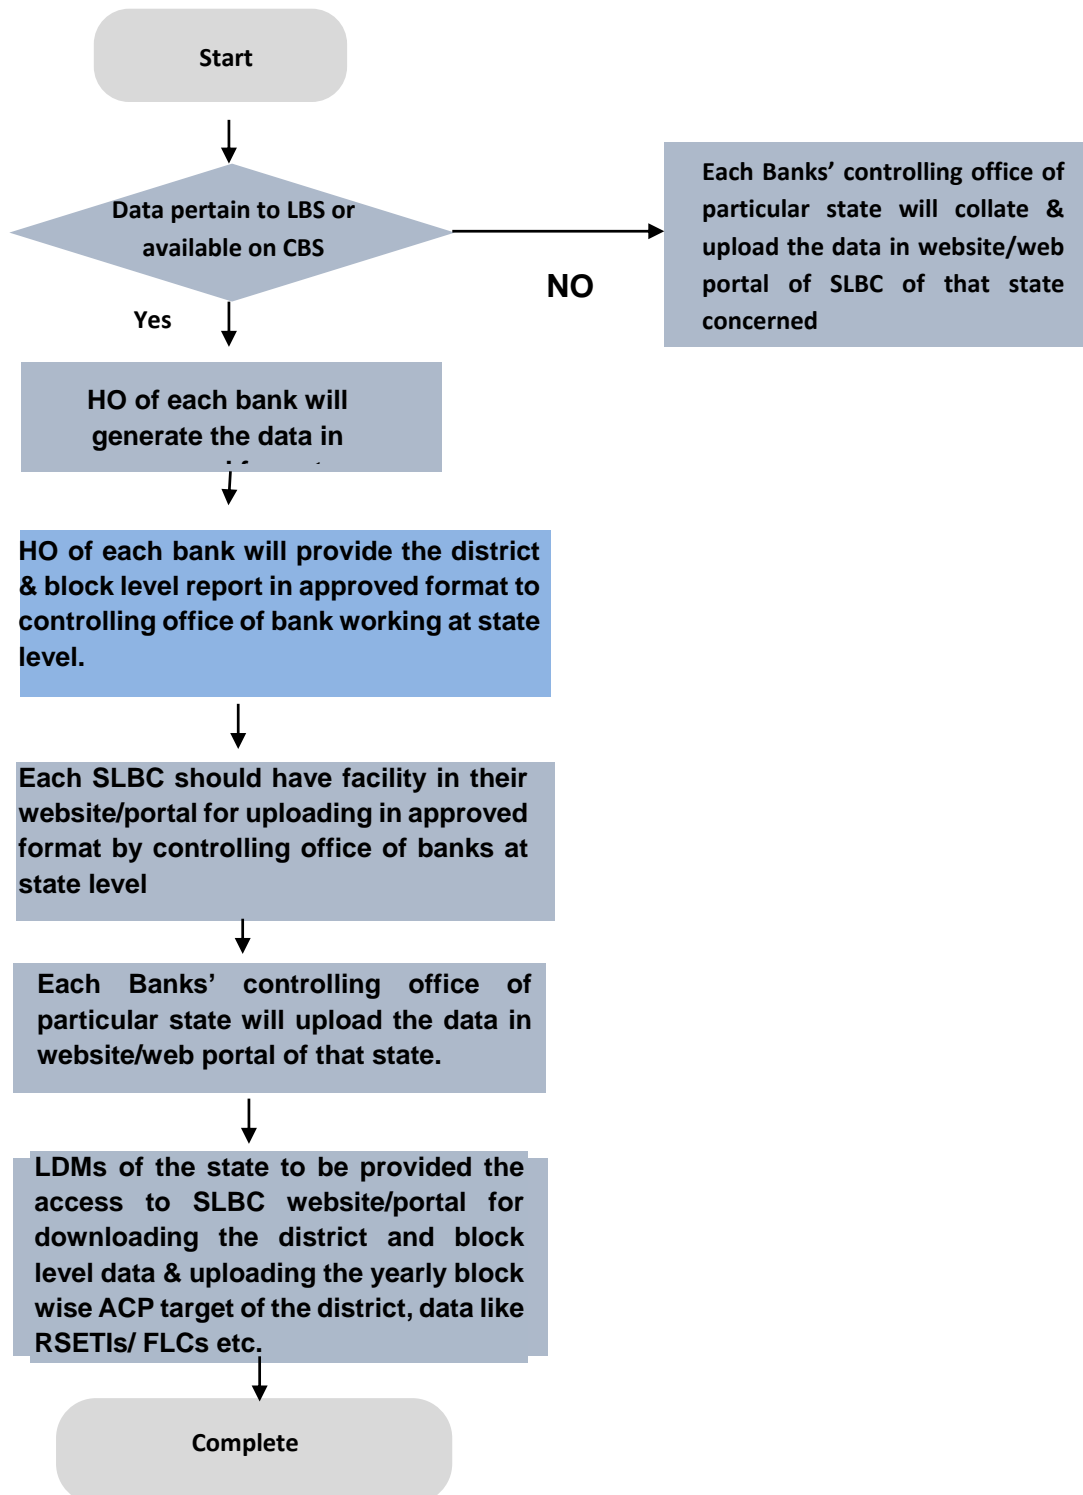 Start
Data pertain to LBS or
available on CBS
NO
Each Banks’ controlling office of
particular state will collate &
upload the data in website/web
portal of SLBC of that state
concerned
Yes
HO of each bank will
generate the data in
HO of each bank will provide the district
& block level report in approved format to
controlling office of bank working at state
level.
Each SLBC should have facility in their
website/portal for uploading in approved
format by controlling office of banks at
state level
Each Banks’ controlling office of
particular state will upload the data in
website/web portal of that state.
LDMs of the state to be provided the
access to SLBC website/portal for
downloading the district and block
level data & uploading the yearly block
wise ACP target of the district, data like
RSETIs/ FLCs etc.
Complete